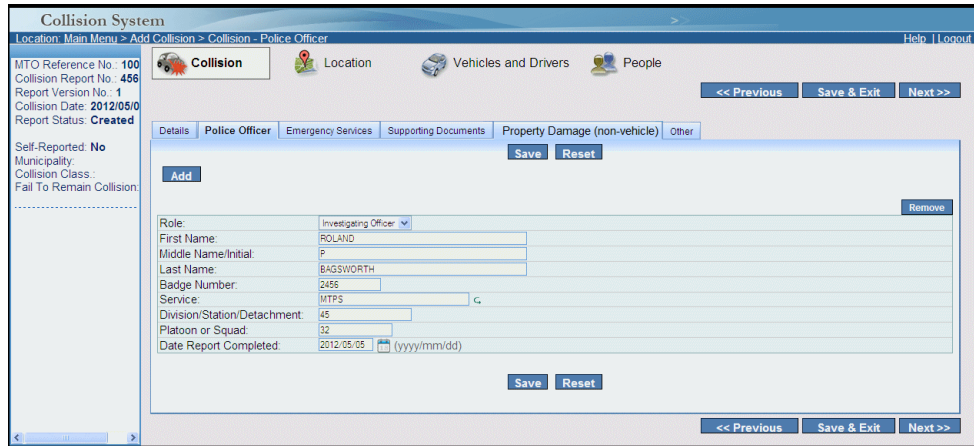 Collision System
Location: Main Menu > Add Collision > Collision - Police Officer
Help | Logout
MTO Reference No.: 100
Collision Report No.: 456
Report Version No.: 1
Collision Date: 2012/05/0
Report Status: Created
Self-Reported: No
Municipality:
Collision Class.:
Fail To Remain Collision:
Collision
Location
Vehicles and Drivers
People
<< Previous
Save & Exit
Next >>
Details
Police Officer
Emergency Services
Supporting Documents
Property Damage (non-vehicle)
Other
Save
Reset
Add
Remove
Role: Investigating Officer
First Name: ROLAND
Middle Name/Initial: P
Last Name: BAGSWORTH
Badge Number: 2456
Service: MTPS
Division/Station/Detachment: 45
Platoon or Squad: 32
Date Report Completed: 2012/05/05 (yyyy/mm/dd)
Save
Reset
<< Previous
Save & Exit
Next >>